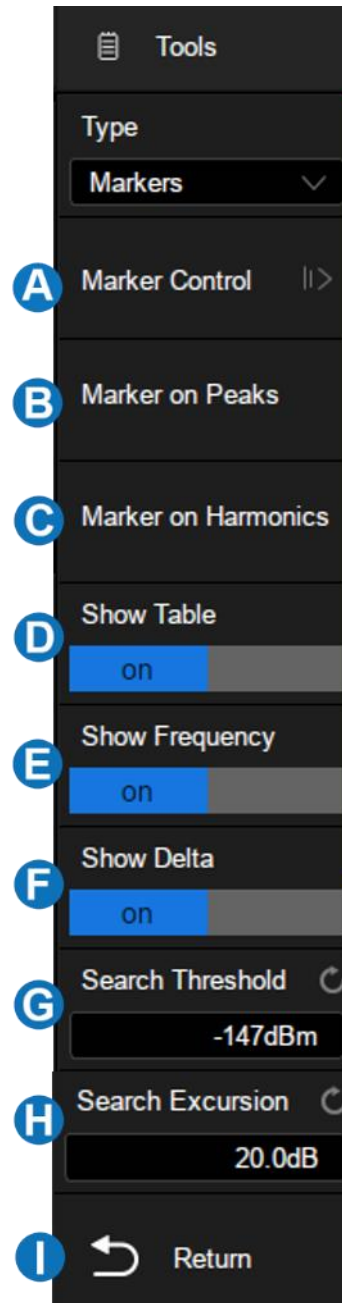 Tools
Type
Markers
A Marker Control
B Marker on Peaks
C Marker on Harmonics
Show Table
D
on
Show Frequency
E
on
Show Delta
F
on
Search Threshold
G
-147dBm
Search Excursion
H
20.0dB
I Return